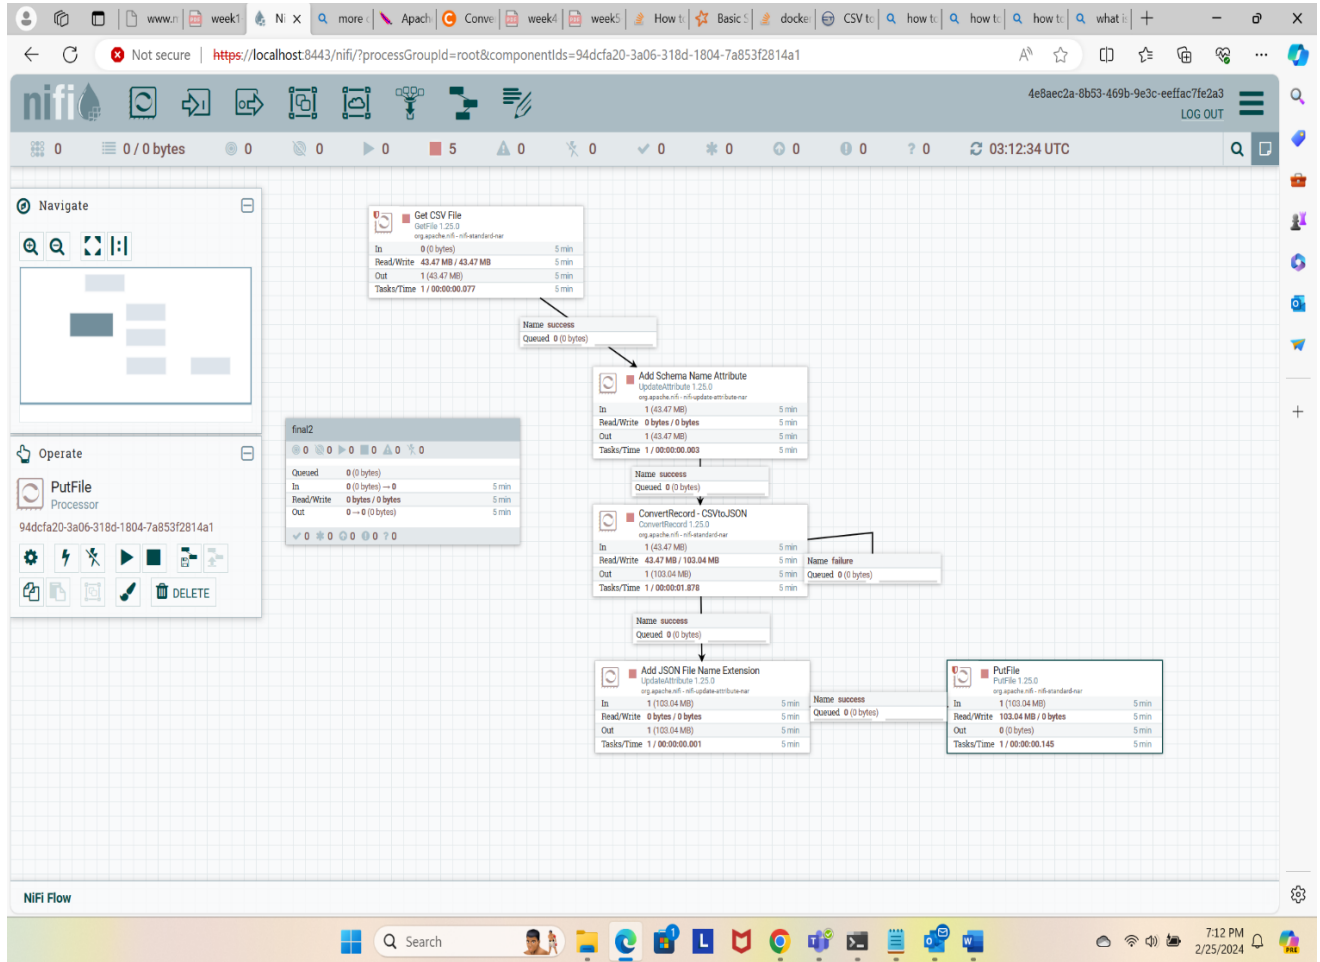 www.n
week1
Ni
more c
Apach
Conve
week4
week5
How to
Basic S
docke
CSV to
how to
how to
how to
what i
Not secure
https://localhost:8443/nifi/?processGroupId=root&componentIds=94dcfa20-3a06-318d-1804-7a853f2814a1
nifi
4e8aec2a-8b53-469b-9e3c-eeffac7fe2a3
LOG OUT
0
0 / 0 bytes
0
0
0
5
0
0
0
0
0
0
? 0
03:12:34 UTC
Navigate
Operate
PutFile
Processor
94dcfa20-3a06-318d-1804-7a853f2814a1
DELETE
Get CSV File
GetFile 1.25.0
org.apache.nifi - nifi-standard-nar
In 0 (0 bytes) 5 min
Read/Write 43.47 MB / 43.47 MB 5 min
Out 1 (43.47 MB) 5 min
Tasks/Time 1 / 00:00:00.077 5 min
Name success
Queued 0 (0 bytes)
Add Schema Name Attribute
UpdateAttribute 1.25.0
org.apache.nifi - nifi-update-attribute-nar
In 1 (43.47 MB) 5 min
Read/Write 0 bytes / 0 bytes 5 min
Out 1 (43.47 MB) 5 min
Tasks/Time 1 / 00:00:00.003 5 min
Name success
Queued 0 (0 bytes)
final2
0 0 0 0 0 0
Queued 0 (0 bytes)
In 0 (0 bytes) → 0 5 min
Read/Write 0 bytes / 0 bytes 5 min
Out 0 → 0 (0 bytes) 5 min
0 0 0 0 ? 0
ConvertRecord - CSVtoJSON
ConvertRecord 1.25.0
org.apache.nifi - nifi-standard-nar
In 1 (43.47 MB) 5 min
Read/Write 43.47 MB / 103.04 MB 5 min
Out 1 (103.04 MB) 5 min
Tasks/Time 1 / 00:00:01.878 5 min
Name failure
Queued 0 (0 bytes)
Name success
Queued 0 (0 bytes)
Add JSON File Name Extension
UpdateAttribute 1.25.0
org.apache.nifi - nifi-update-attribute-nar
In 1 (103.04 MB) 5 min
Read/Write 0 bytes / 0 bytes 5 min
Out 1 (103.04 MB) 5 min
Tasks/Time 1 / 00:00:00.001 5 min
Name success
Queued 0 (0 bytes)
PutFile
PutFile 1.25.0
org.apache.nifi - nifi-standard-nar
In 1 (103.04 MB) 5 min
Read/Write 103.04 MB / 0 bytes 5 min
Out 0 (0 bytes) 5 min
Tasks/Time 1 / 00:00:00.145 5 min
NiFi Flow
Search
7:12 PM
2/25/2024